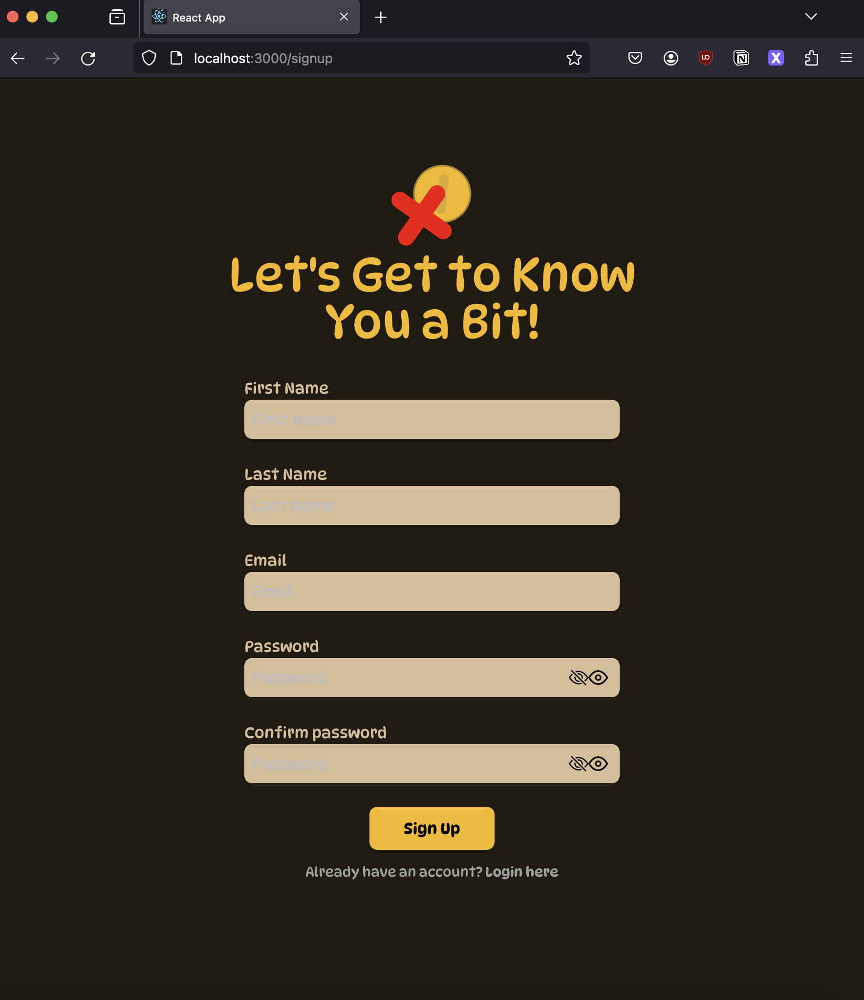 React App
localhost:3000/signup
Let's Get to Know
You a Bit!
First Name
First Name
Last Name
Last Name
Email
Email
Password
Password
Confirm password
Password
Sign Up
Already have an account? Login here